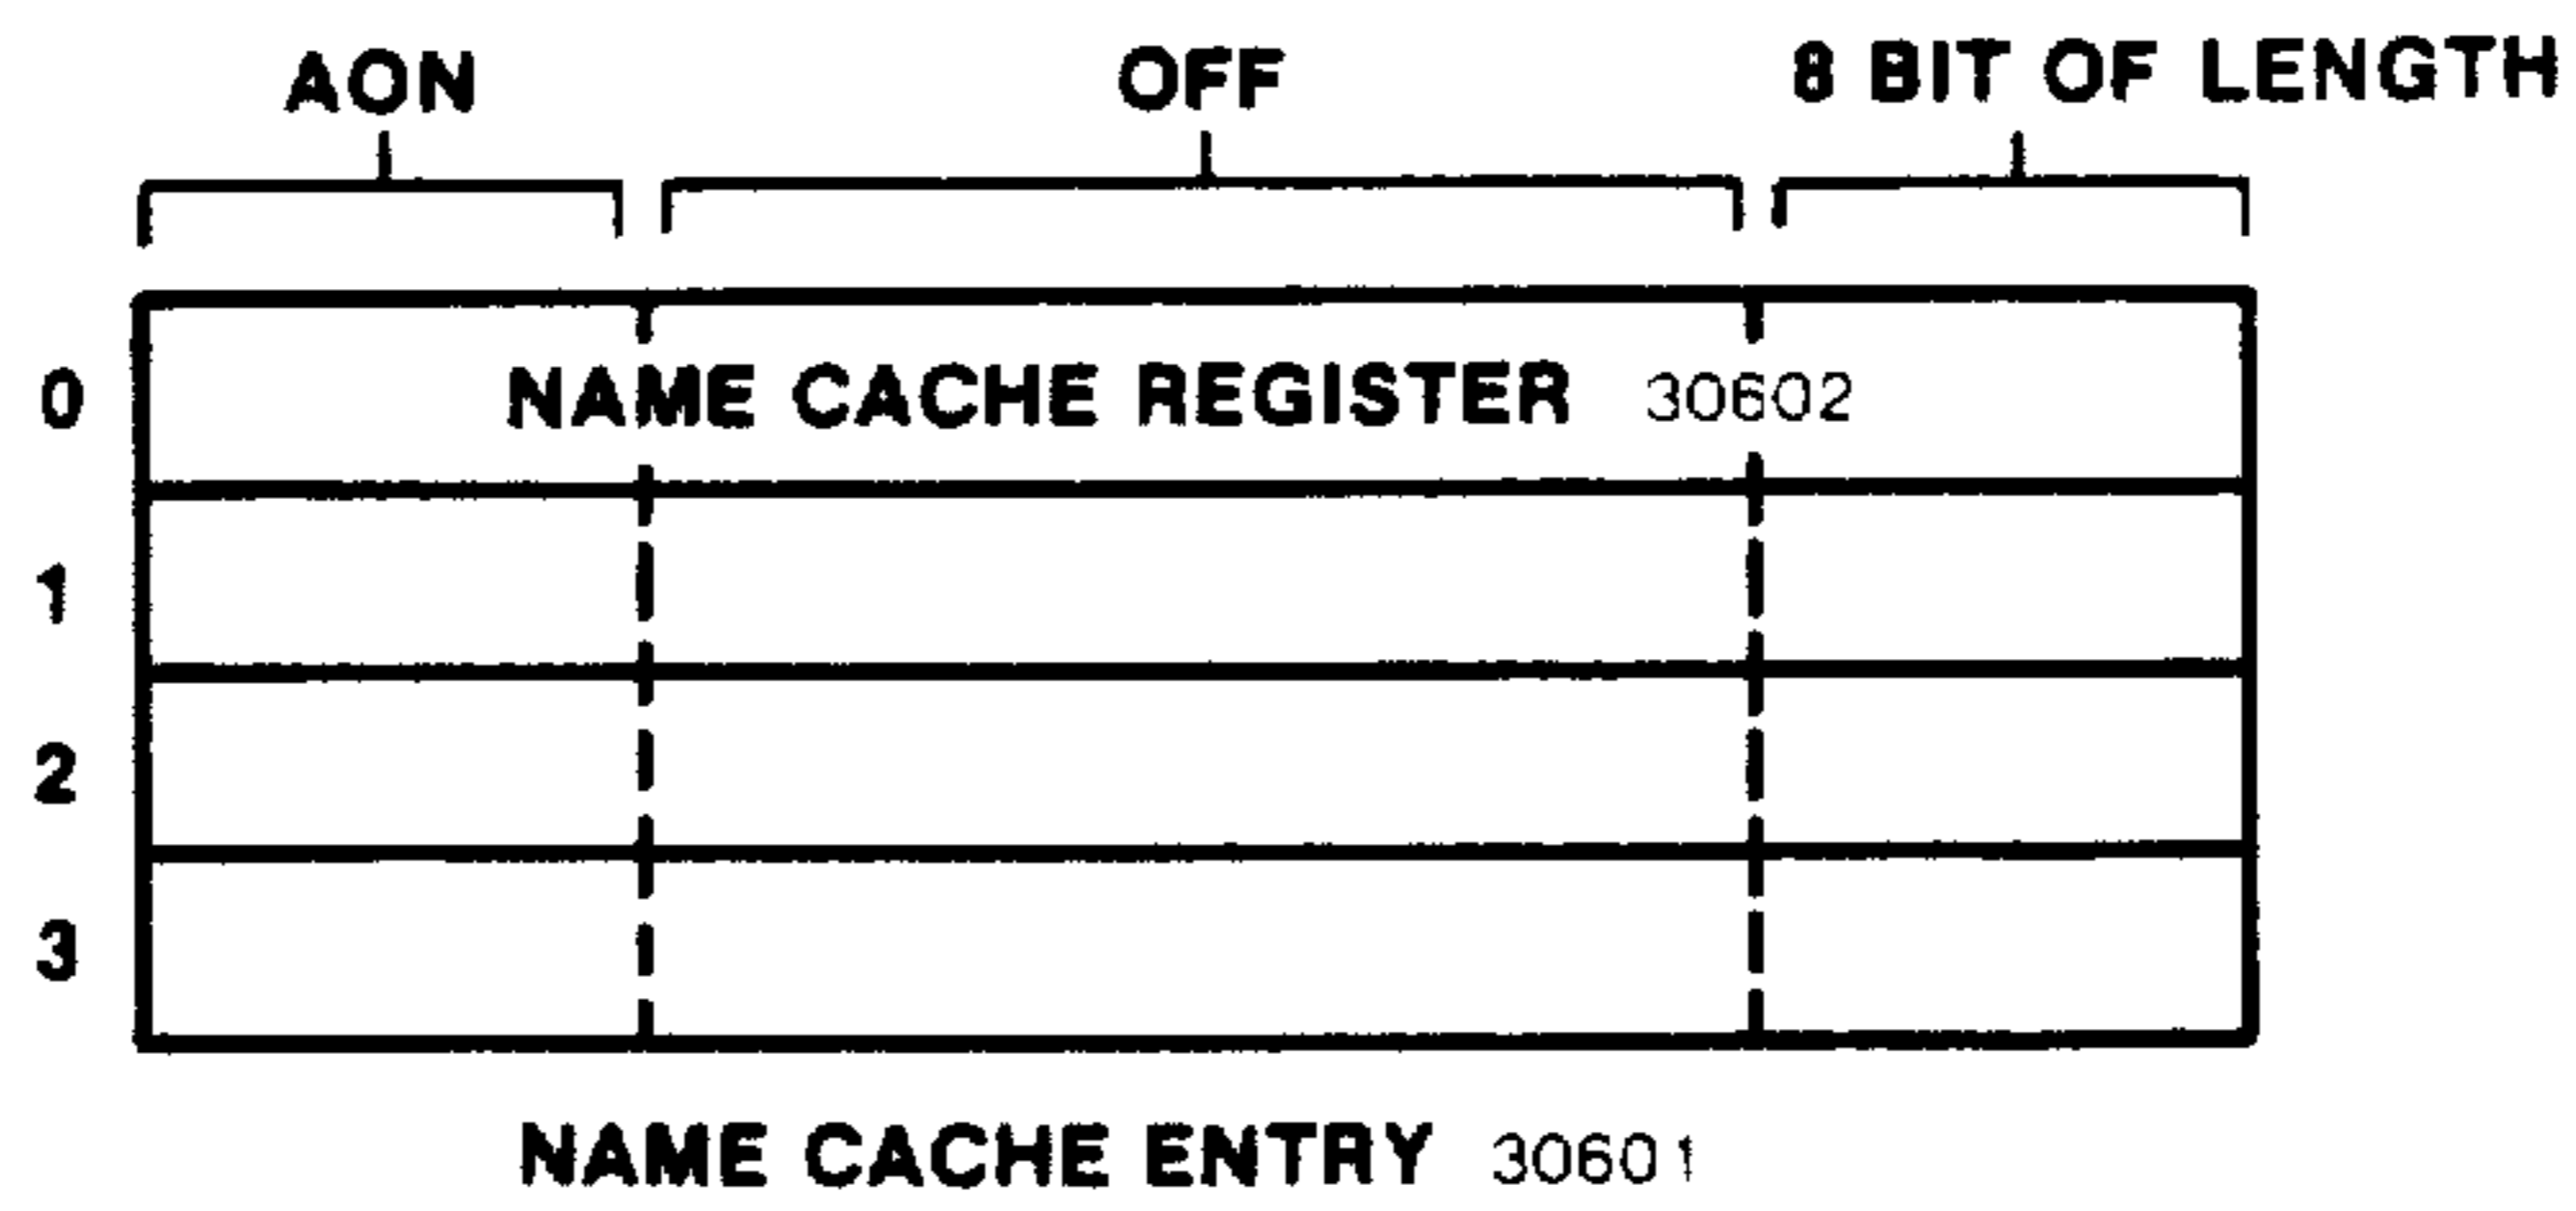 AON OFF 8 BIT OF LENGTH
0 NAME CACHE REGISTER 30602
1
2
3
NAME CACHE ENTRY 30601